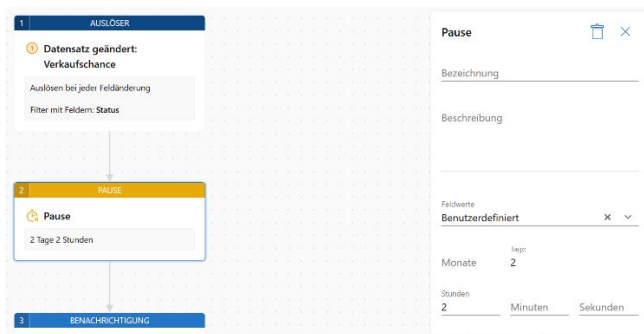 1 AUSLÖSER
Datensatz geändert:
Verkaufschance
Auslösen bei jeder Feldänderung
Filter mit Feldern: Status
2 PAUSE
Pause
2 Tage 2 Stunden
3 BENACHRICHTIGUNG
Pause
Bezeichnung
Beschreibung
Feldwerte
Benutzerdefiniert
Tage
Monate 2
Stunden
2 Minuten Sekunden